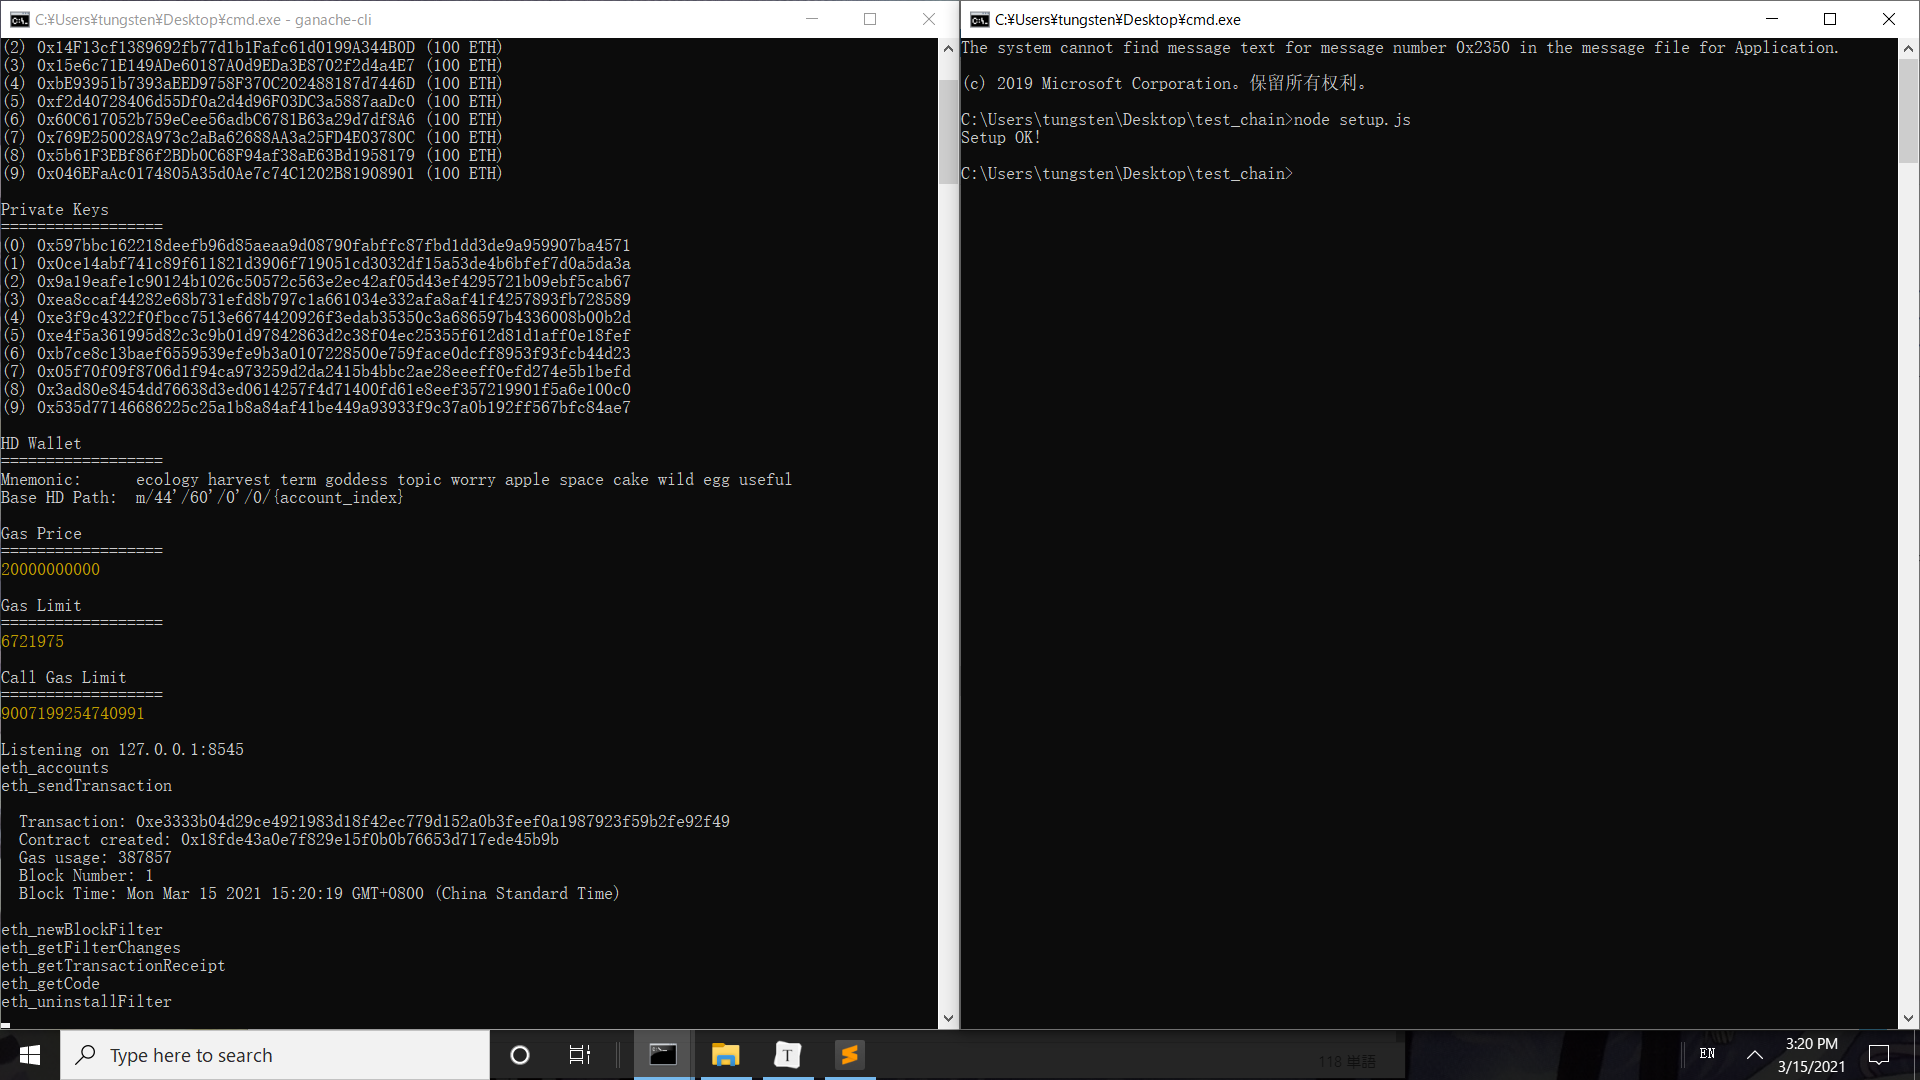 C:¥Users¥tungsten¥Desktop¥cmd.exe - ganache-cli
(2) 0x14F13cf1389692fb77d1b1Fafc61d0199A344B0D (100 ETH)
(3) 0x15e6c71E149ADe60187A0d9EDa3E8702f2d4a4E7 (100 ETH)
(4) 0xbE93951b7393aEED9758F370C202488187d7446D (100 ETH)
(5) 0xf2d40728406d55Df0a2d4d96F03DC3a5887aaDc0 (100 ETH)
(6) 0x60C617052b759eCee56adbC6781B63a29d7df8A6 (100 ETH)
(7) 0x769E250028A973c2aBa62688AA3a25FD4E03780C (100 ETH)
(8) 0x5b61F3EBf86f2BDb0C68F94af38aE63Bd1958179 (100 ETH)
(9) 0x046EFaAc0174805A35d0Ae7c74C1202B81908901 (100 ETH)
Private Keys
==================
(0) 0x597bbc162218deefb96d85aeaa9d08790fabffc87fbd1dd3de9a959907ba4571
(1) 0x0ce14abf741c89f611821d3906f719051cd3032df15a53de4b6bfef7d0a5da3a
(2) 0x9a19eafe1c90124b1026c50572c563e2ec42af05d43ef4295721b09ebf5cab67
(3) 0xea8ccaf44282e68b731efd8b797c1a661034e332afa8af41f4257893fb728589
(4) 0xe3f9c4322f0fbcc7513e6674420926f3edab35350c3a686597b4336008b00b2d
(5) 0xe4f5a361995d82c3c9b01d97842863d2c38f04ec25355f612d81d1aff0e18fef
(6) 0xb7ce8c13baef6559539efe9b3a0107228500e759face0dcff8953f93fcb44d23
(7) 0x05f70f09f8706d1f94ca973259d2da2415b4bbc2ae28eeeff0efd274e5b1befd
(8) 0x3ad80e8454dd76638d3ed0614257f4d71400fd61e8eef357219901f5a6e100c0
(9) 0x535d77146686225c25a1b8a84af41be449a93933f9c37a0b192ff567bfc84ae7
HD Wallet
==================
Mnemonic:      ecology harvest term goddess topic worry apple space cake wild egg useful
Base HD Path:  m/44'/60'/0'/0/{account_index}
Gas Price
==================
20000000000
Gas Limit
==================
6721975
Call Gas Limit
==================
9007199254740991
Listening on 127.0.0.1:8545
eth_accounts
eth_sendTransaction
Transaction: 0xe3333b04d29ce4921983d18f42ec779d152a0b3feef0a1987923f59b2fe92f49
Contract created: 0x18fde43a0e7f829e15f0b0b76653d717ede45b9b
Gas usage: 387857
Block Number: 1
Block Time: Mon Mar 15 2021 15:20:19 GMT+0800 (China Standard Time)
eth_newBlockFilter
eth_getFilterChanges
eth_getTransactionReceipt
eth_getCode
eth_uninstallFilter
C:¥Users¥tungsten¥Desktop¥cmd.exe
The system cannot find message text for message number 0x2350 in the message file for Application.
(c) 2019 Microsoft Corporation。保留所有权利。
C:\Users\tungsten\Desktop\test_chain>node setup.js
Setup OK!
C:\Users\tungsten\Desktop\test_chain>
Type here to search
T
118 単語
EN
3:20 PM
3/15/2021